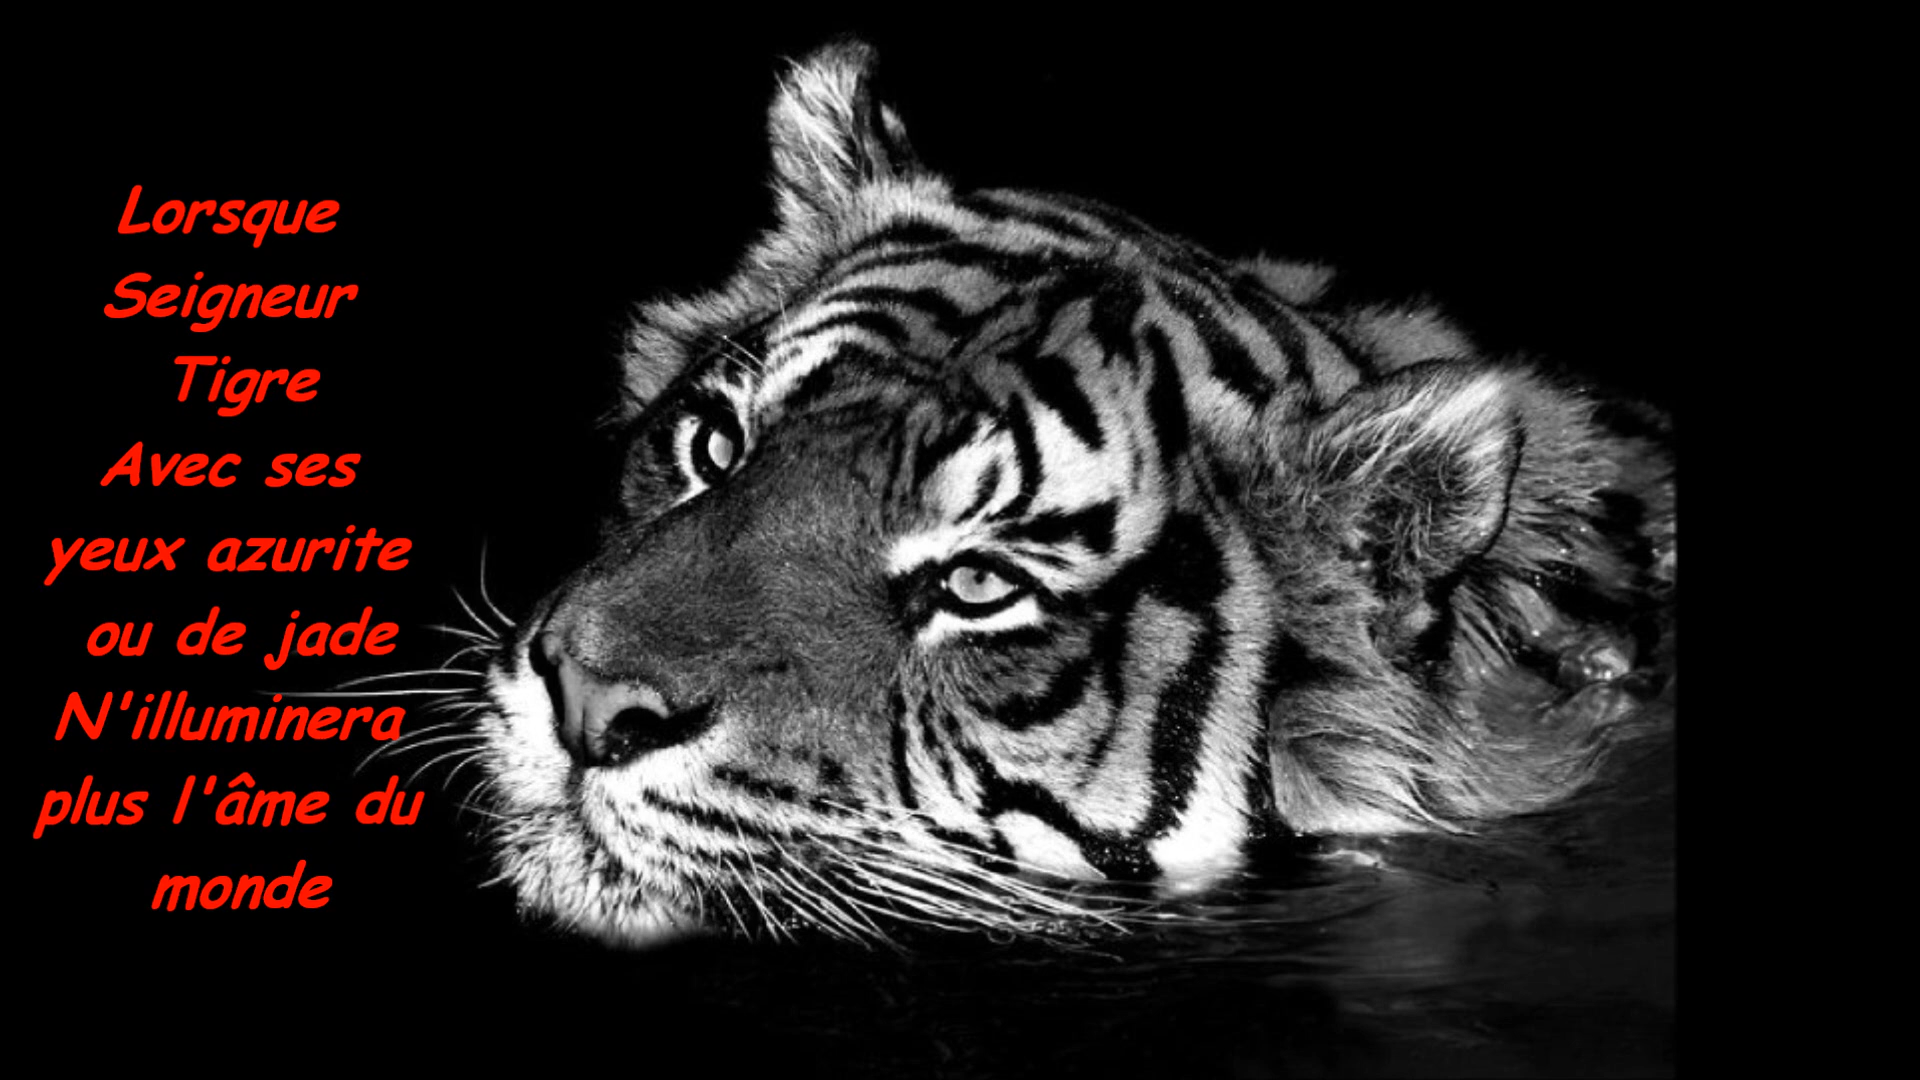 Lorsque
Seigneur
Tigre
Avec ses
yeux azurite
ou de jade
N'illuminera
plus l'âme du
monde